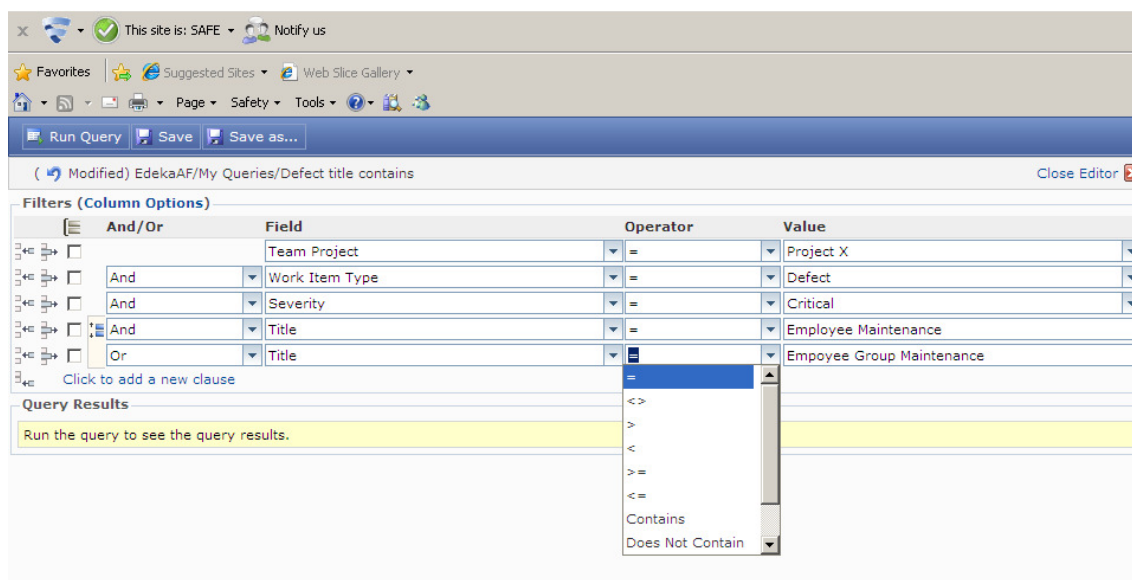 x This site is: SAFE Notify us
Favorites Suggested Sites Web Slice Gallery
Page Safety Tools
Run Query Save Save as...
( Modified) EdekaAF/My Queries/Defect title contains Close Editor
Filters (Column Options)
And/Or Field Operator Value
Team Project = Project X
And Work Item Type = Defect
And Severity = Critical
And Title = Employee Maintenance
Or Title = Empoyee Group Maintenance
Click to add a new clause
=
Query Results
<>
Run the query to see the query results.
>
<
>=
<=
Contains
Does Not Contain